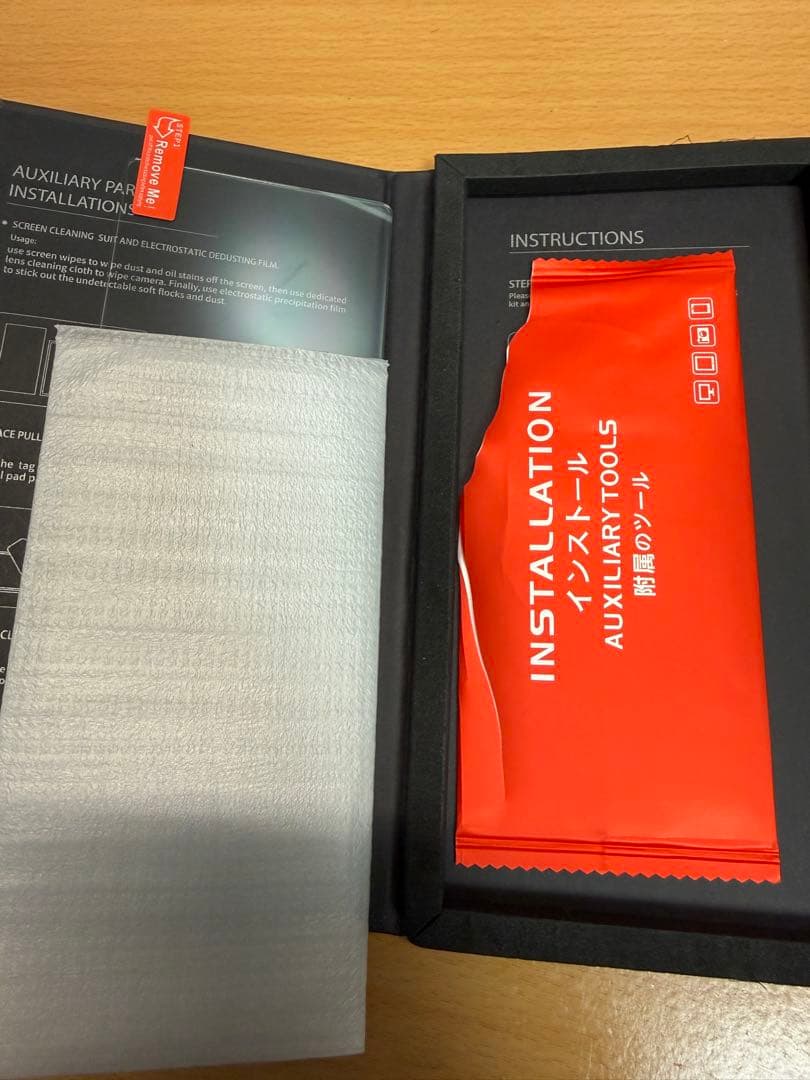 STEP1
Remove Me!
AUXILIARY PAR
INSTALLATIONS
SCREEN CLEANING SUIT AND ELECTROSTATIC DEDUSTING FILM.
Usage:
use screen wipes to wipe dust and oil stains off the screen, then use dedicated
lens cleaning cloth to wipe camera. Finally, use electrostatic precipitation film
to stick out the undetectable soft flocks and dust.
ACE PULL
he tag
l pad p
CL
INSTRUCTIONS
STEP
Pleas
kit an
INSTALLATION
インストール
AUXILIARY TOOLS
附属のツール